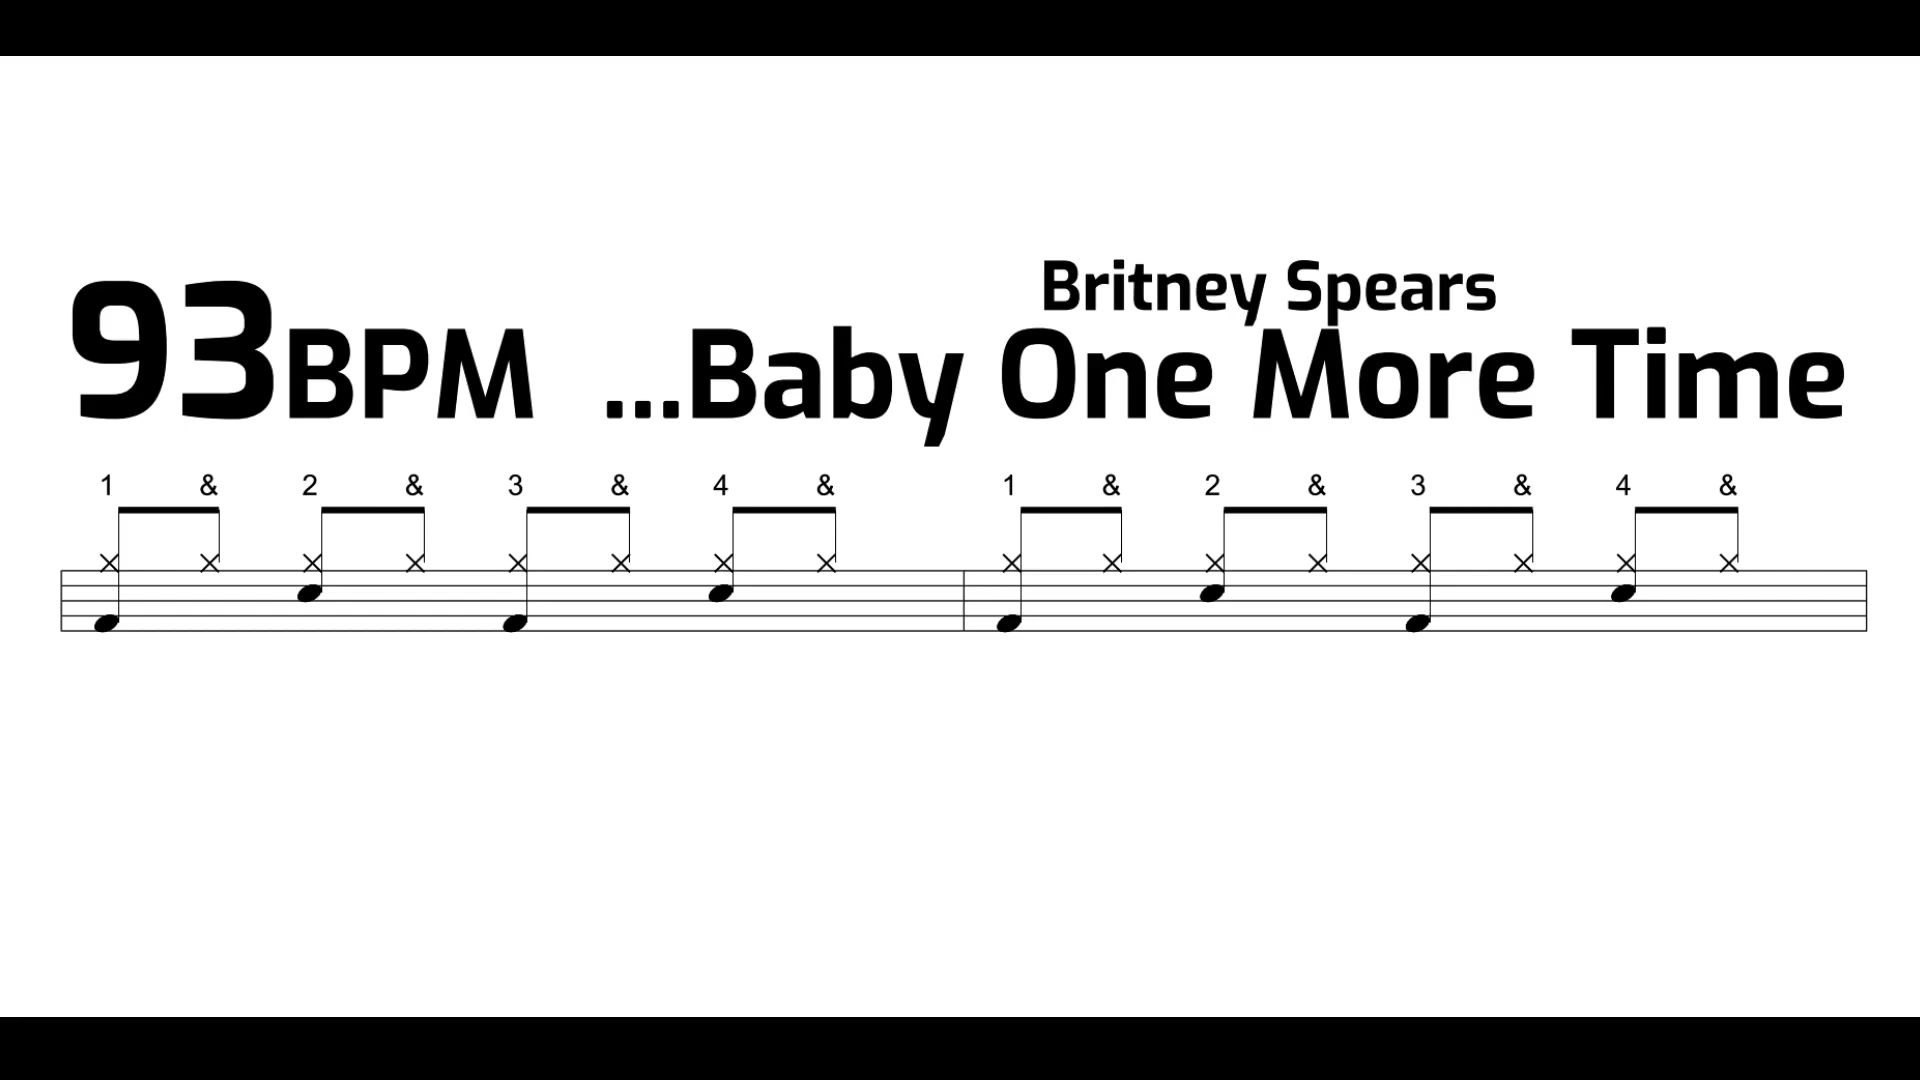 Britney Spears
93BPM ...Baby One More Time
1 & 2 & 3 & 4 & 1 & 2 & 3 & 4 &